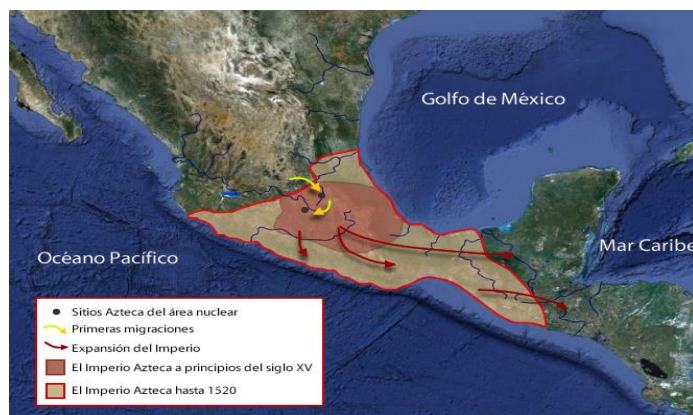 Golfo de México
Océano Pacífico
Mar Caribe
Sitios Azteca del área nuclear
Primeras migraciones
Expansión del Imperio
El Imperio Azteca a principios del siglo XV
El Imperio Azteca hasta 1520